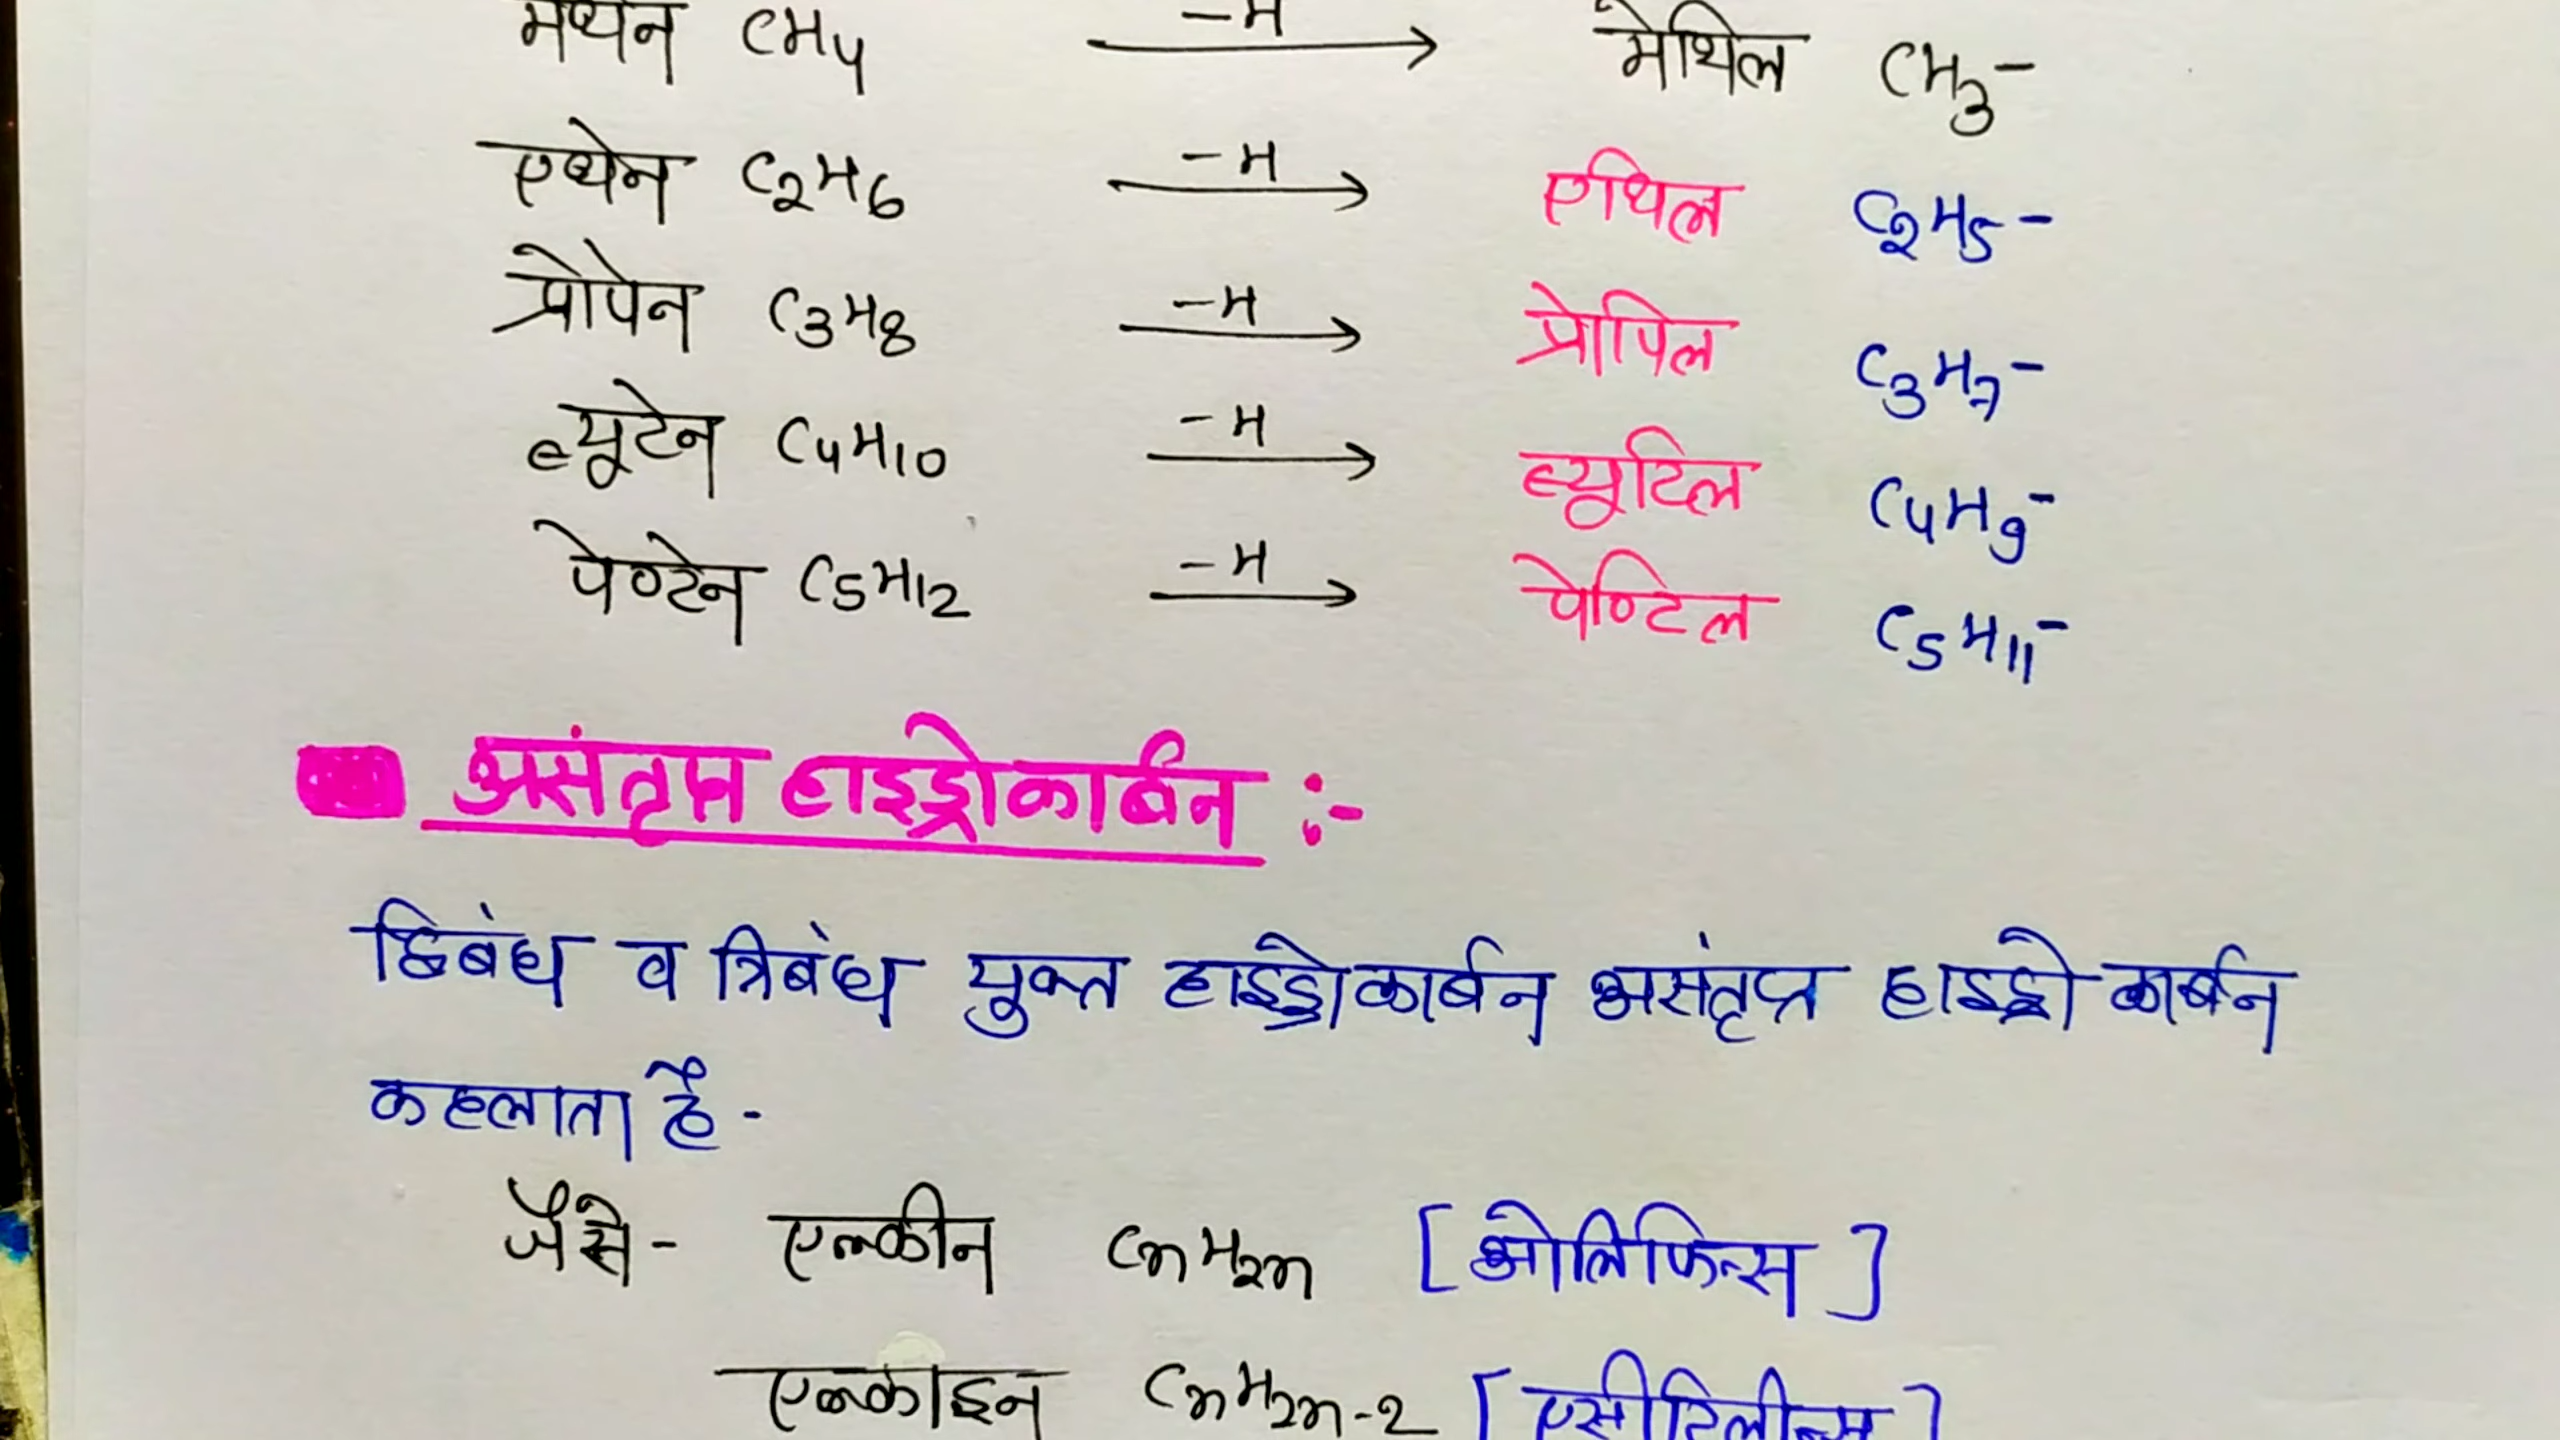 मेथेन CH4 -H → मेथिल CH3-
एथेन C2H6 -H → एथिल C2H5-
प्रोपेन C3H8 -H → प्रोपिल C3H7-
ब्यूटेन C4H10 -H → ब्यूटिल C4H9-
पेण्टेन C5H12 -H → पेण्टिल C5H11-
असंतृप्त हाइड्रोकार्बन :-
द्विबंध व त्रिबंध युक्त हाइड्रोकार्बन असंतृप्त हाइड्रोकार्बन
कहलाता है -
जैसे - एल्कीन CnH2n [ओलिफिन्स]
एल्काइन CnH2n-2 [एसीटिलीन्स]